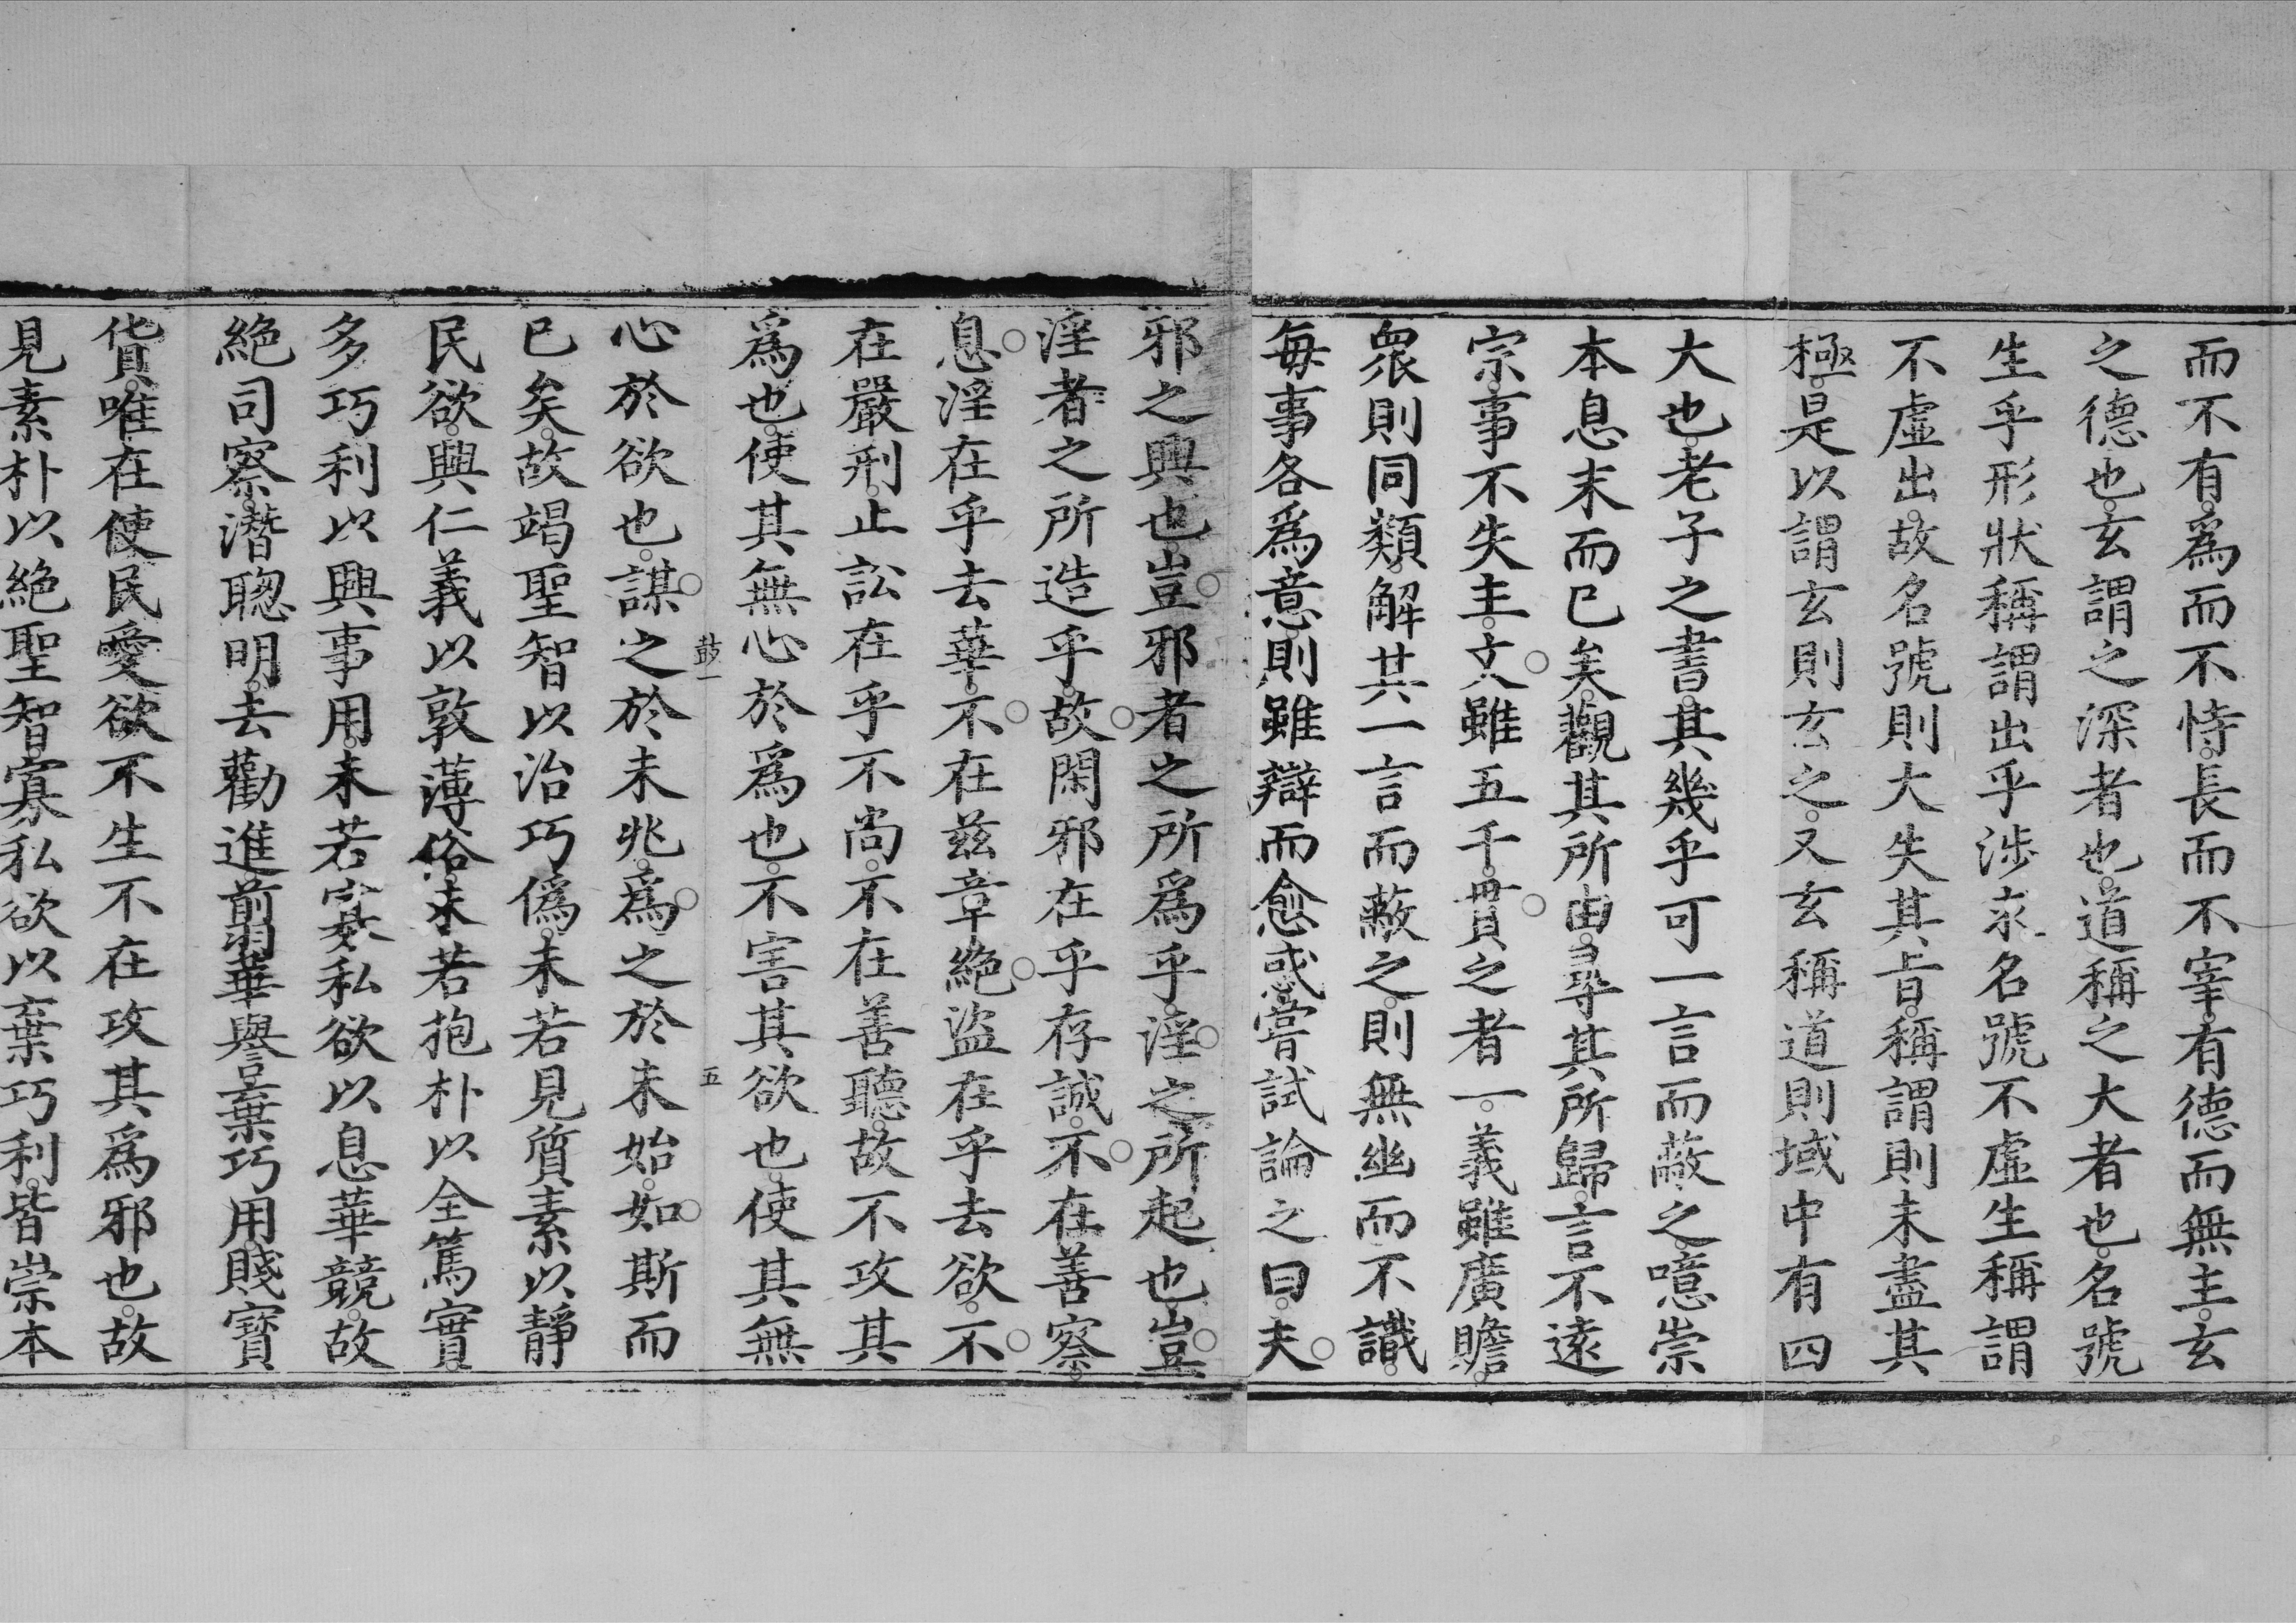 而不有爲而不恃長而不宰有德而無主玄
之德也玄謂之深者也道稱之大者也名號
生乎形狀稱謂出乎涉求名號不虛生稱謂
不虛出故名號則大失其旨稱謂則未盡其
極是以謂玄則玄之又玄稱道則域中有四
大也老子之書其幾乎可一言而蔽之噫崇
本息末而已矣觀其所由尋其所歸言不遠
宗事不失主文雖五千貫之者一義雖廣贍
衆則同類解其一言而蔽之則無幽而不識
每事各爲意則雖辯而愈惑嘗試論之曰夫
邪之興也豈邪者之所爲乎淫之所起也豈
淫者之所造乎故閑邪在乎存誠不在善察
息淫在乎去華不在兹章絶盗在乎去欲不
在嚴刑止訟在乎不尚不在善聽故不攻其
爲也使其無心於爲也不害其欲也使其無
鼓一 五
心於欲也謀之於未兆爲之於未始如斯而
已矣故竭聖智以治巧僞未若見質素以靜
民欲興仁義以敦薄俗未若抱朴以全篤實
多巧利以興事用未若寡私欲以息華競故
絶司察潛聰明去勸進翦華譽棄巧用賤寶
貨唯在使民愛欲不生不在攻其爲邪也故
見素朴以絶聖智寡私欲以棄巧利皆崇本